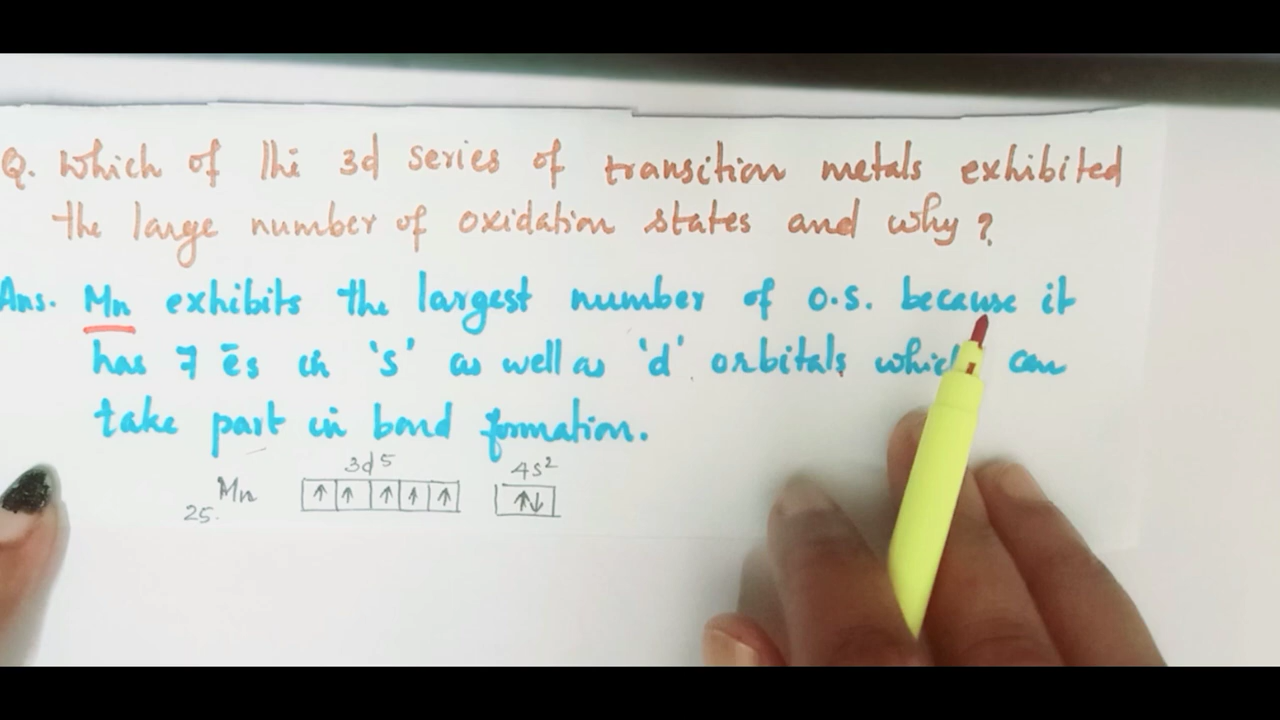 Q. Which of the 3d series of transition metals exhibited
the large number of oxidation states and why?
Ans. Mn exhibits the largest number of O.S. because it
has 7 ēs in 's' as well as 'd' orbitals which can
take part in bond formation.
3d⁵ 4s²
₂₅Mn ↑ ↑ ↑ ↑ ↑ ↑↓